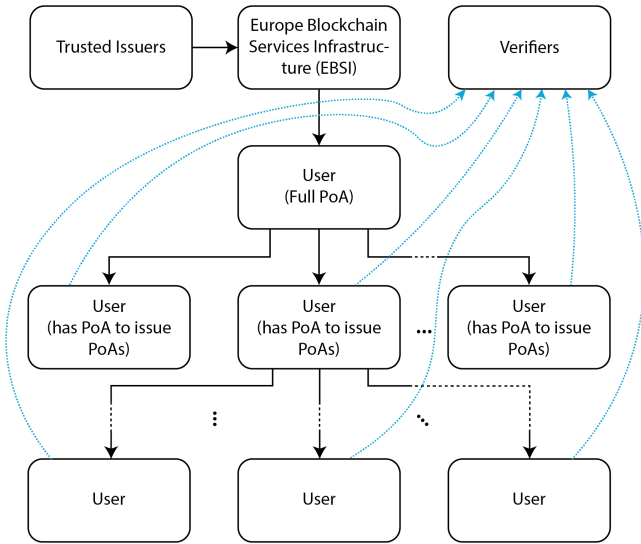 Trusted Issuers
Europe Blockchain
Services Infrastruc-
ture (EBSI)
Verifiers
User
(Full PoA)
User
(has PoA to issue
PoAs)
User
(has PoA to issue
PoAs)
...
User
(has PoA to issue
PoAs)
User
User
User